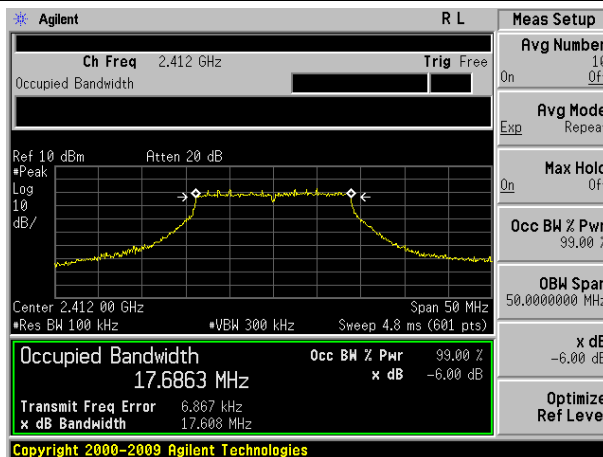 Agilent R L Meas Setup
Ch Freq 2.412 GHz Trig Free
Occupied Bandwidth
Avg Number
10
On Of
Avg Mode
Exp Repea
Max Hold
On Of
Occ BW % Pwr
99.00 %
OBW Span
50.0000000 MHz
x dB
-6.00 dB
Optimize
Ref Leve
Ref 10 dBm Atten 20 dB
#Peak
Log
10
dB/
Center 2.412 00 GHz Span 50 MHz
#Res BW 100 kHz #VBW 300 kHz Sweep 4.8 ms (601 pts)
Occupied Bandwidth
17.6863 MHz
Occ BW % Pwr 99.00 %
x dB -6.00 dB
Transmit Freq Error 6.867 kHz
x dB Bandwidth 17.608 MHz
Copyright 2000-2009 Agilent Technologies